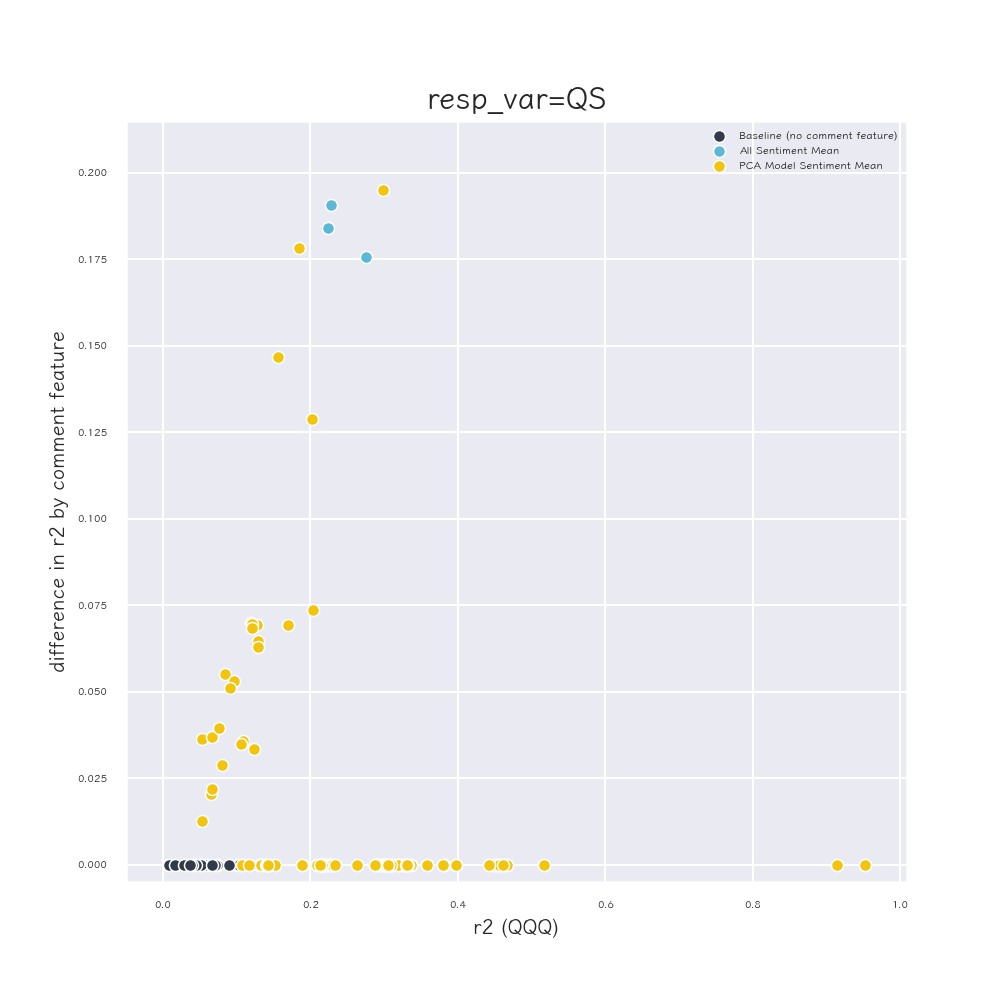 resp_var=QS
Baseline (no comment feature)
All Sentiment Mean
PCA Model Sentiment Mean
difference in r2 by comment feature
0.200
0.175
0.150
0.125
0.100
0.075
0.050
0.025
0.000
0.0 0.2 0.4 0.6 0.8 1.0
r2 (QQQ)